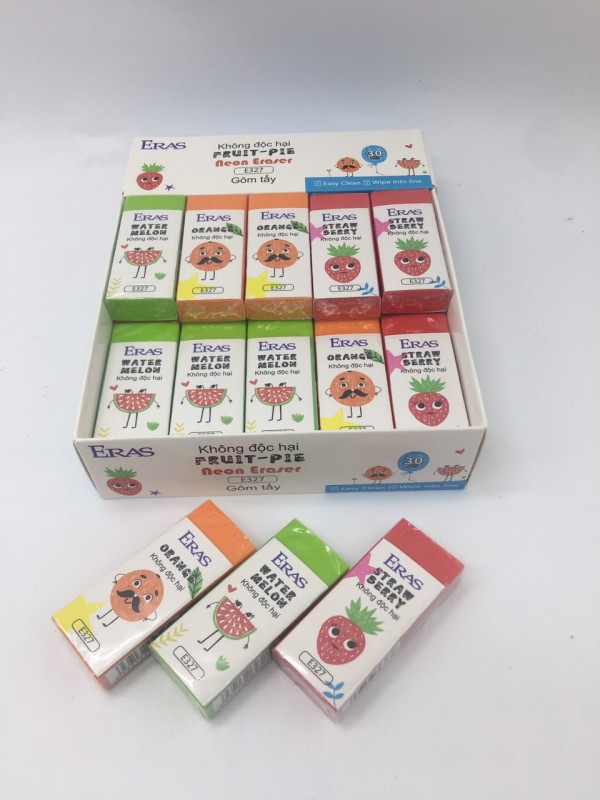 ERAS
Không độc hại
FRUIT-PIE
Neon Eraser
E327
Gôm tẩy
30
Easy Clean Wipe into line
ERAS
WATER
MELON
Không độc hại
E327
ERAS
ORANGE
Không độc hại
E327
ERAS
ORANGE
Không độc hại
E327
ERAS
STRAW
BERRY
Không độc hại
E327
ERAS
STRAW
BERRY
Không độc hại
E327
ERAS
WATER
MELON
Không độc hại
ERAS
WATER
MELON
Không độc hại
ERAS
WATER
MELON
Không độc hại
ERAS
ORANGE
Không độc hại
ERAS
STRAW
BERRY
Không độc hại
ERAS
Không độc hại
FRUIT-PIE
Neon Eraser
E327
Gôm tẩy
30
Easy Clean Wipe into line
ERAS
ORANGE
Không độc hại
E327
ERAS
WATER
MELON
Không độc hại
E327
ERAS
STRAW
BERRY
Không độc hại
E327